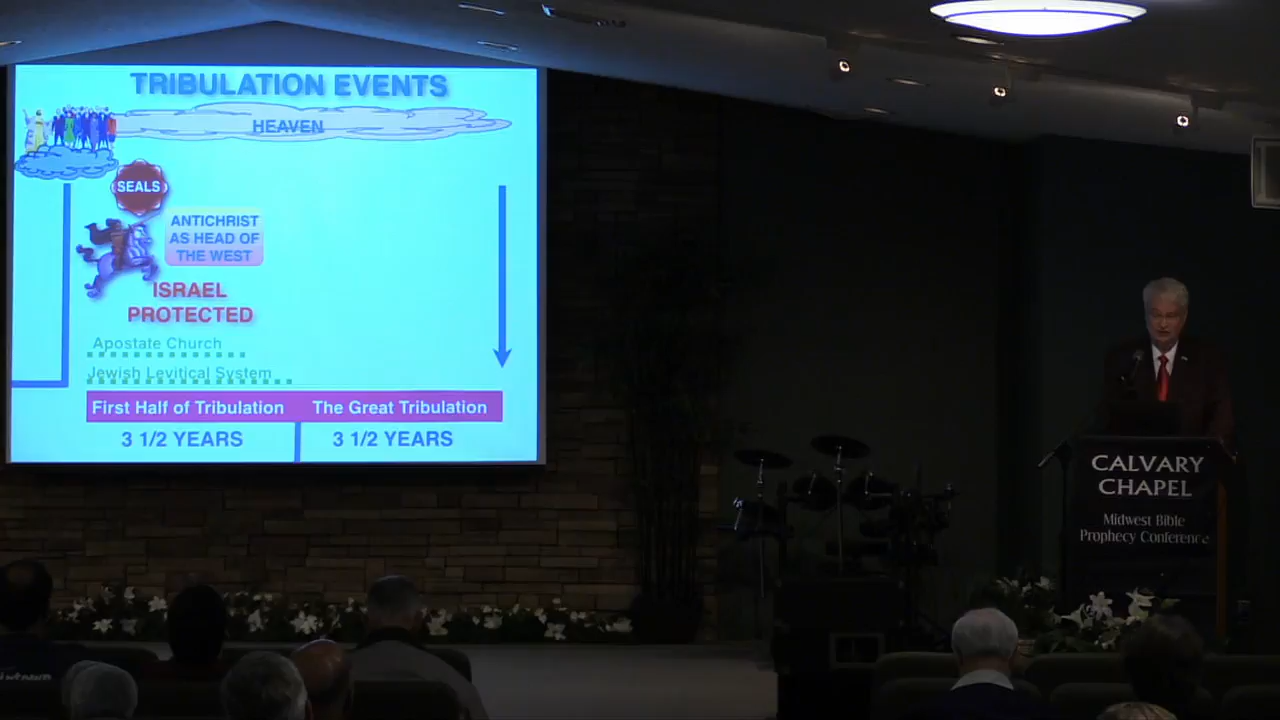 TRIBULATION EVENTS
HEAVEN
SEALS
ANTICHRIST
AS HEAD OF
THE WEST
ISRAEL
PROTECTED
Apostate Church
Jewish Levitical System
First Half of Tribulation
The Great Tribulation
3 1/2 YEARS
3 1/2 YEARS
CALVARY
CHAPEL
Midwest Bible
Prophecy Conference